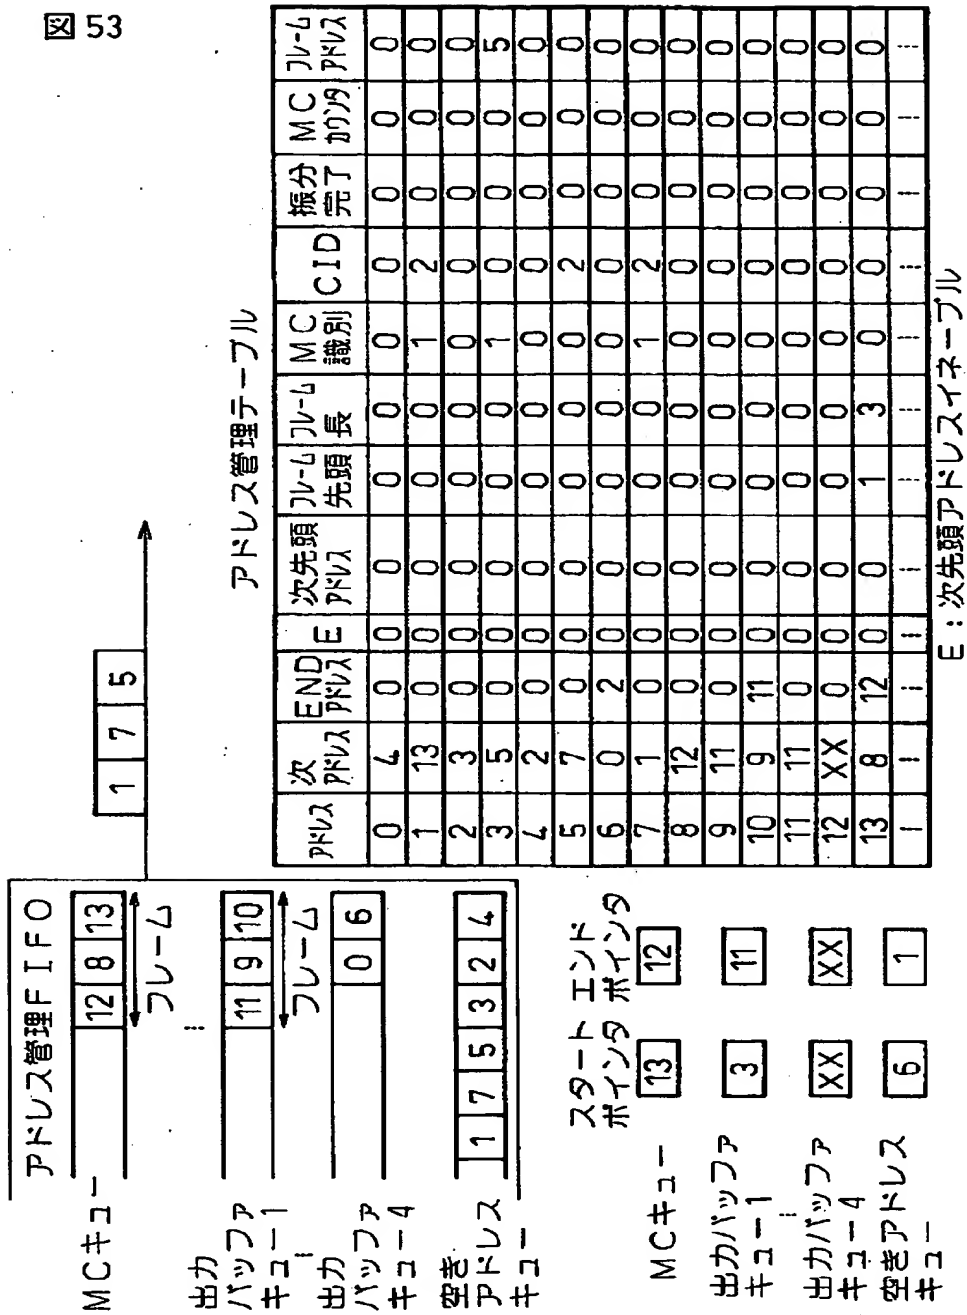 図 53
アドレス管理FIFO
MCキュー
12 8 13
フレーム
⋮
出力
バッファ
キュー1
11 9 10
フレーム
⋮
出力
バッファ
キュー4
0 6
空き
アドレス
キュー
1 7 5 3 2 4
1 7 5
スタート
ポインタ
エンド
ポインタ
MCキュー 13 12
出力バッファ
キュー1 3 11
⋮
出力バッファ
キュー4 XX XX
空きアドレス
キュー 6 1
アドレス管理テーブル
アドレス 次アドレス ENDアドレス E 次先頭アドレス フレーム先頭 フレーム長 MC識別 CID 振分完了 MCカウンタ フレームアドレス
0 4 0 0 0 0 0 0 0 0 0 0
1 13 0 0 0 0 0 1 2 0 0 0
2 3 0 0 0 0 0 0 0 0 0 0
3 5 0 0 0 0 0 1 0 0 0 5
4 2 0 0 0 0 0 0 0 0 0 0
5 7 0 0 0 0 0 0 2 0 0 0
6 0 2 0 0 0 0 0 0 0 0 0
7 1 0 0 0 0 0 1 2 0 0 0
8 12 0 0 0 0 0 0 0 0 0 0
9 11 0 0 0 0 0 0 0 0 0 0
10 9 11 0 0 0 0 0 0 0 0 0
11 11 0 0 0 0 0 0 0 0 0 0
12 XX 0 0 0 0 0 0 0 0 0 0
13 8 12 0 0 1 3 0 0 0 0 0
E：次先頭アドレスイネーブル